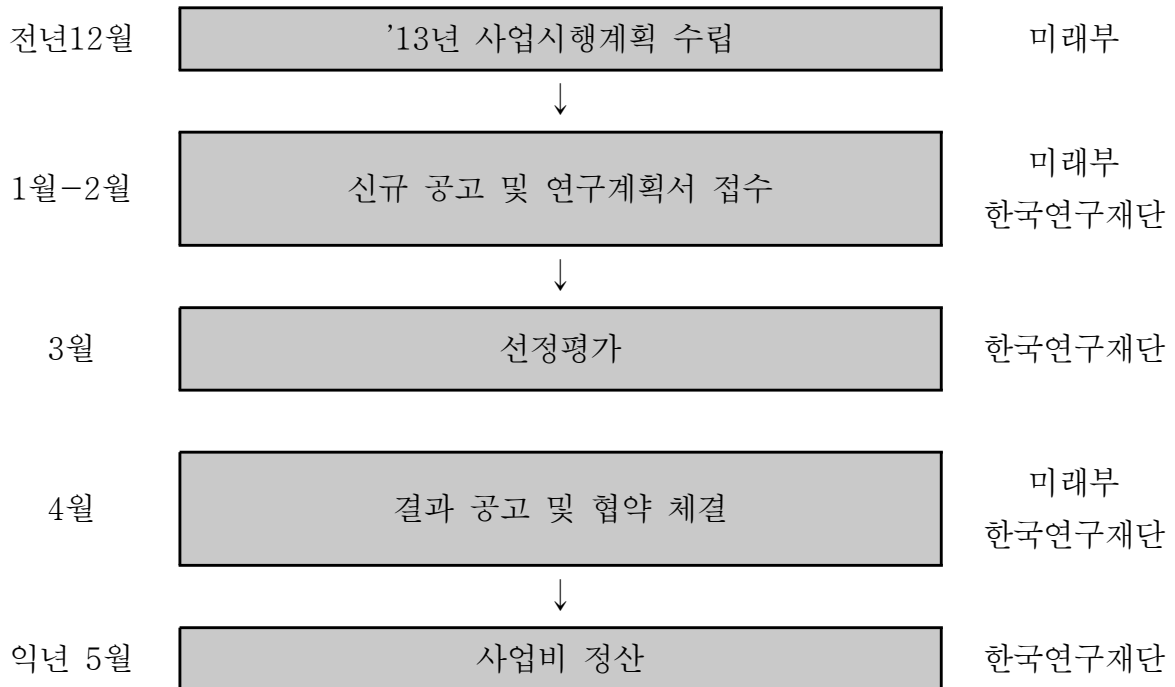 전년12월 '13년 사업시행계획 수립 미래부
↓
1월-2월 신규 공고 및 연구계획서 접수 미래부
한국연구재단
↓
3월 선정평가 한국연구재단
4월 결과 공고 및 협약 체결 미래부
한국연구재단
↓
익년 5월 사업비 정산 한국연구재단